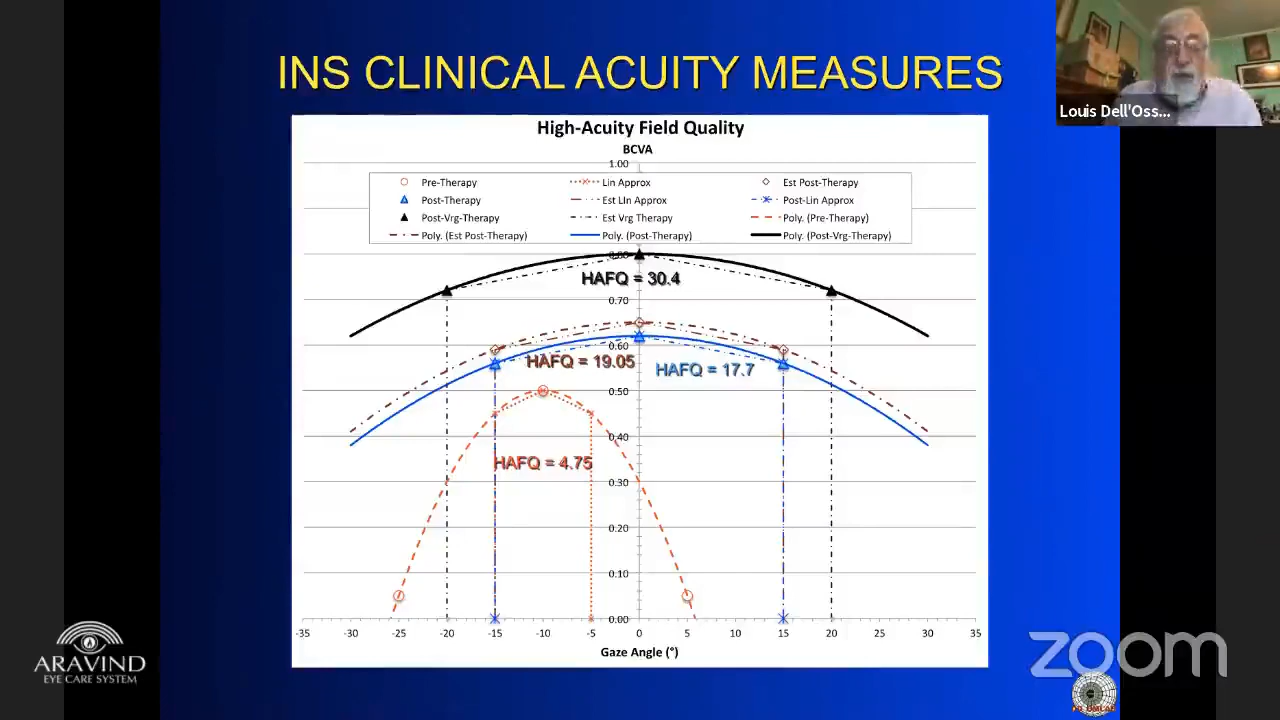 INS CLINICAL ACUITY MEASURES
Louis Dell'Oss...
High-Acuity Field Quality
BCVA
1.00
Pre-Therapy Lin Approx Est Post-Therapy
Post-Therapy Est LIn Approx Post-Lin Approx
Post-Vrg-Therapy Est Vrg Therapy Poly. (Pre-Therapy)
Poly. (Est Post-Therapy) Poly. (Post-Therapy) Poly. (Post-Vrg-Therapy)
0.80
HAFQ = 30.4
0.70
0.60
HAFQ = 19.05
HAFQ = 17.7
0.50
0.40
HAFQ = 4.75
0.30
0.20
0.10
0.00
-35 -30 -25 -20 -15 -10 -5 0 5 10 15 20 25 30 35
Gaze Angle (°)
ARAVIND
EYE CARE SYSTEM
zoom